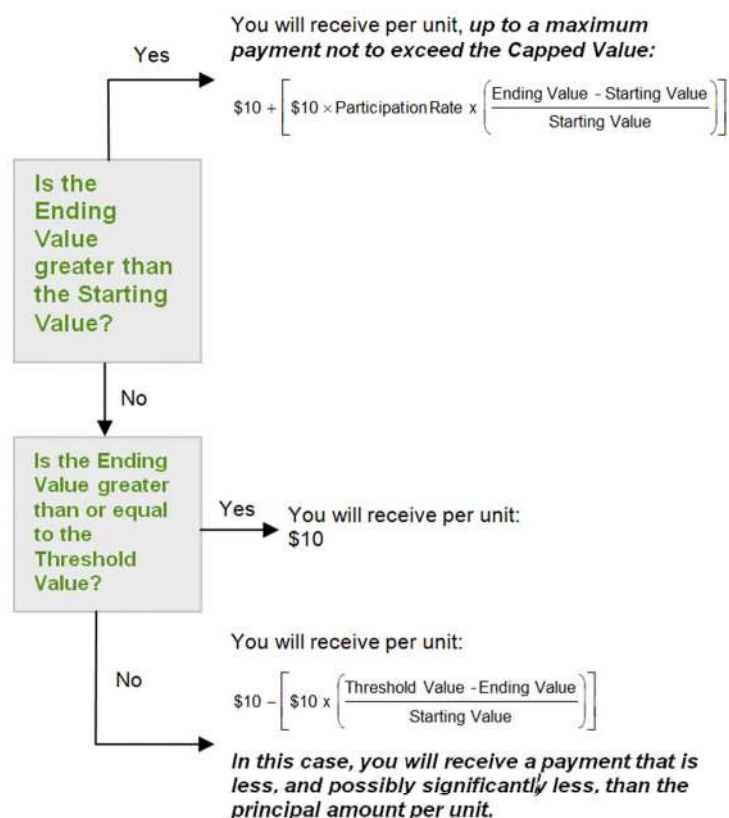 You will receive per unit, up to a maximum
payment not to exceed the Capped Value:
Yes
$10 + [ $10 × Participation Rate x ( Ending Value - Starting Value / Starting Value ) ]
Is the
Ending
Value
greater than
the Starting
Value?
No
Is the Ending
Value greater
than or equal
to the
Threshold
Value?
Yes
You will receive per unit:
$10
No
You will receive per unit:
$10 – [ $10 x ( Threshold Value - Ending Value / Starting Value ) ]
In this case, you will receive a payment that is
less, and possibly significantly less, than the
principal amount per unit.